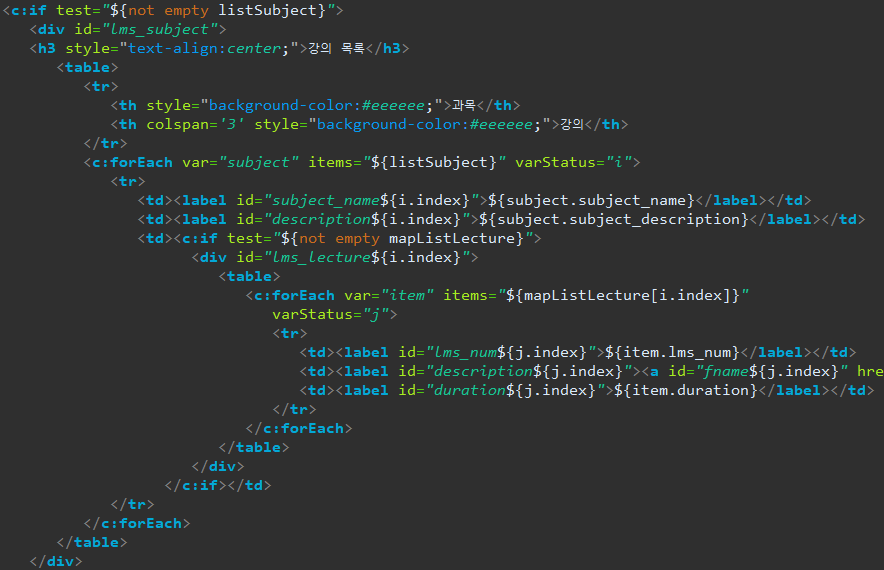 <c:if test="${not empty listSubject}">
<div id="lms_subject">
<h3 style="text-align:center;">강의 목록</h3>
<table>
<tr>
<th style="background-color:#eeeeee;">과목</th>
<th colspan='3' style="background-color:#eeeeee;">강의</th>
</tr>
<c:forEach var="subject" items="${listSubject}" varStatus="i">
<tr>
<td><label id="subject_name${i.index}">${subject.subject_name}</label></td>
<td><label id="description${i.index}">${subject.subject_description}</label></td>
<td><c:if test="${not empty mapListLecture}">
<div id="lms_lecture${i.index}">
<table>
<c:forEach var="item" items="${mapListLecture[i.index]}"
varStatus="j">
<tr>
<td><label id="lms_num${j.index}">${item.lms_num}</label></td>
<td><label id="description${j.index}"><a id="fname${j.index}" hre
<td><label id="duration${j.index}">${item.duration}</label></td>
</tr>
</c:forEach>
</table>
</div>
</c:if></td>
</tr>
</c:forEach>
</table>
</div>